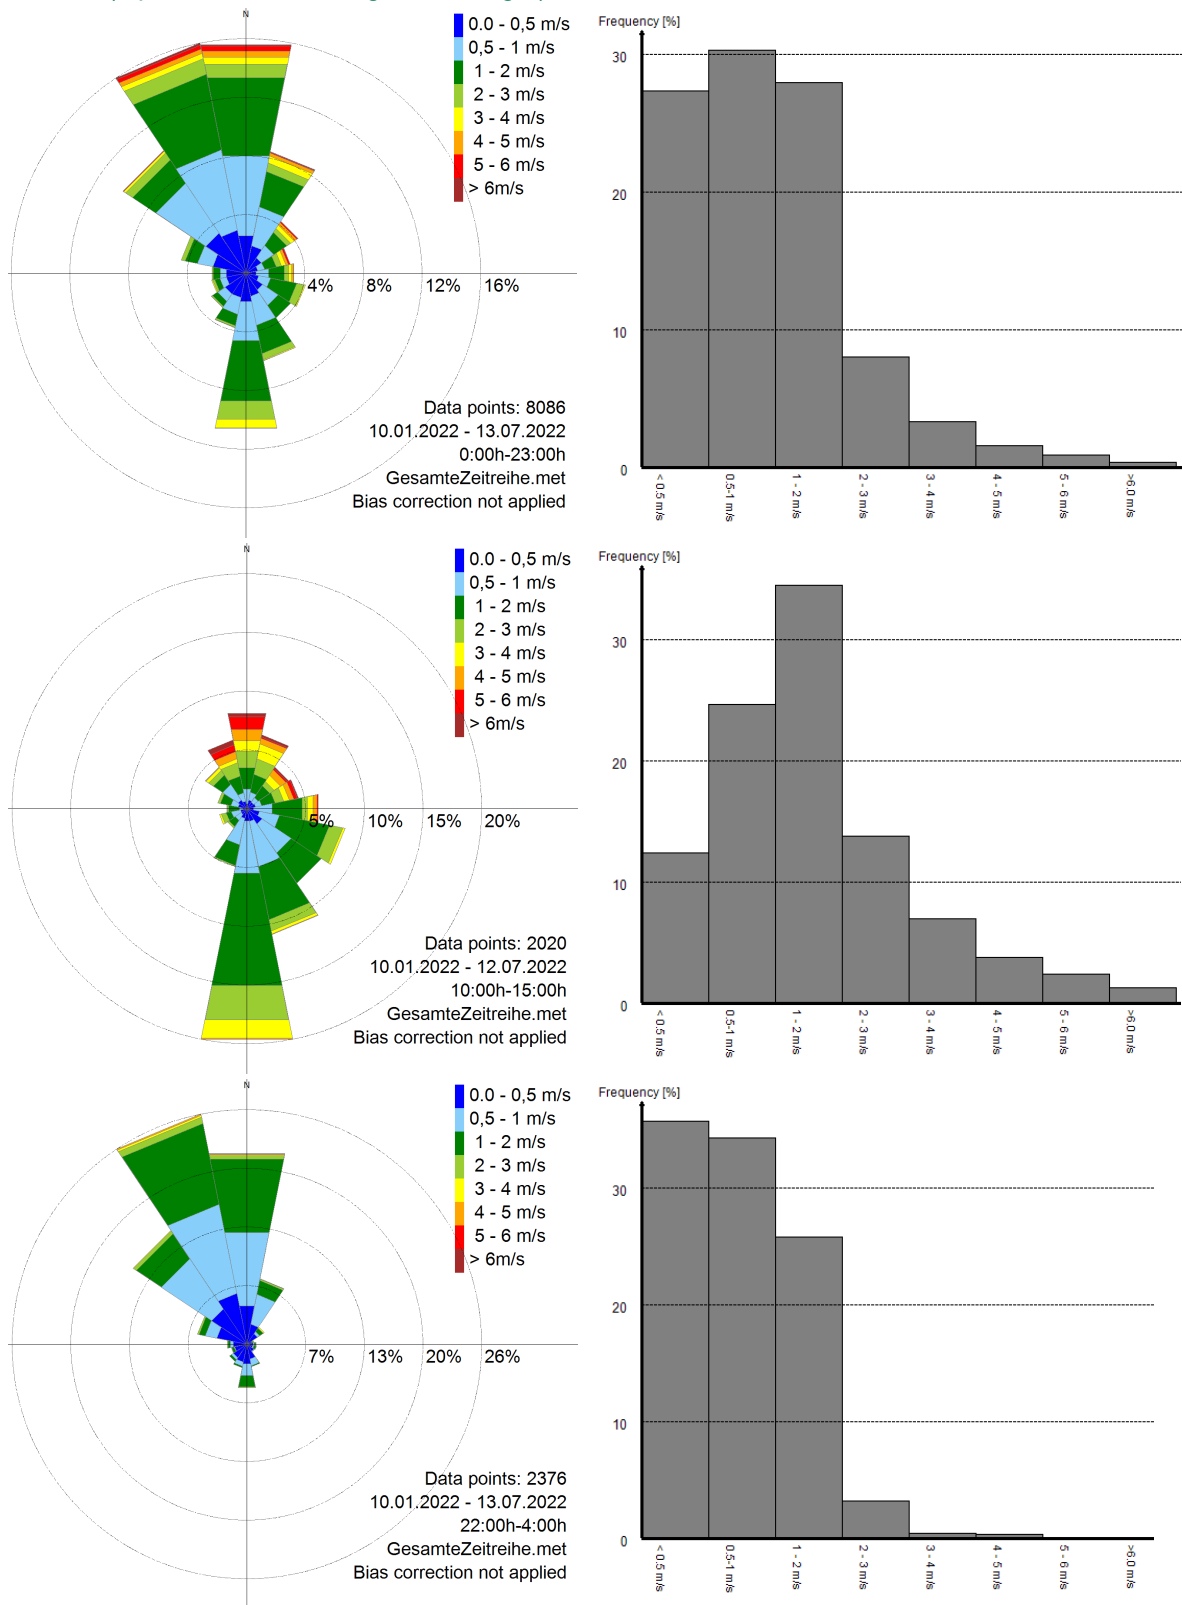 N
0.0 - 0,5 m/s
0,5 - 1 m/s
1 - 2 m/s
2 - 3 m/s
3 - 4 m/s
4 - 5 m/s
5 - 6 m/s
> 6m/s
4% 8% 12% 16%
Data points: 8086
10.01.2022 - 13.07.2022
0:00h-23:00h
GesamteZeitreihe.met
Bias correction not applied
Frequency [%]
30
20
10
0
< 0.5 m/s
0.5-1 m/s
1 - 2 m/s
2 - 3 m/s
3 - 4 m/s
4 - 5 m/s
5 - 6 m/s
>6.0 m/s
N
0.0 - 0,5 m/s
0,5 - 1 m/s
1 - 2 m/s
2 - 3 m/s
3 - 4 m/s
4 - 5 m/s
5 - 6 m/s
> 6m/s
5% 10% 15% 20%
Data points: 2020
10.01.2022 - 12.07.2022
10:00h-15:00h
GesamteZeitreihe.met
Bias correction not applied
Frequency [%]
30
20
10
0
< 0.5 m/s
0.5-1 m/s
1 - 2 m/s
2 - 3 m/s
3 - 4 m/s
4 - 5 m/s
5 - 6 m/s
>6.0 m/s
N
0.0 - 0,5 m/s
0,5 - 1 m/s
1 - 2 m/s
2 - 3 m/s
3 - 4 m/s
4 - 5 m/s
5 - 6 m/s
> 6m/s
7% 13% 20% 26%
Data points: 2376
10.01.2022 - 13.07.2022
22:00h-4:00h
GesamteZeitreihe.met
Bias correction not applied
Frequency [%]
30
20
10
0
< 0.5 m/s
0.5-1 m/s
1 - 2 m/s
2 - 3 m/s
3 - 4 m/s
4 - 5 m/s
5 - 6 m/s
>6.0 m/s